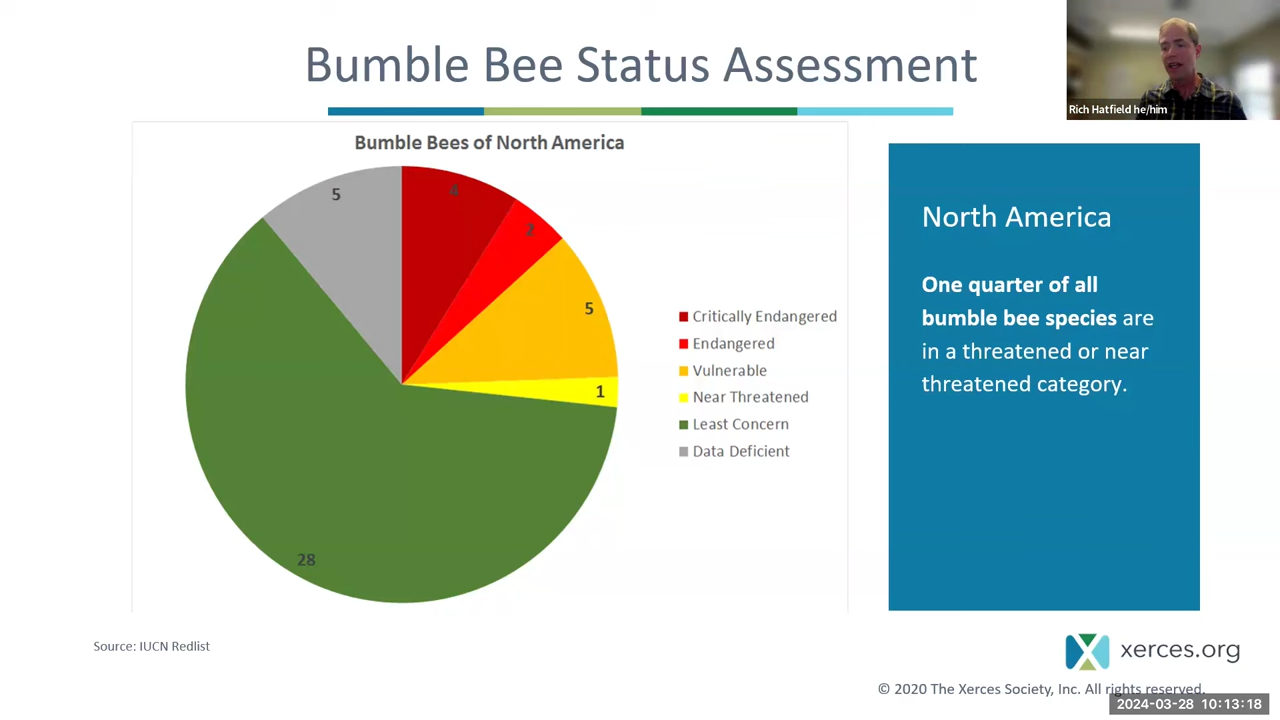 Bumble Bee Status Assessment
Rich Hatfield he/him
Bumble Bees of North America
5
4
2
5
1
28
Critically Endangered
Endangered
Vulnerable
Near Threatened
Least Concern
Data Deficient
North America
One quarter of all
bumble bee species are
in a threatened or near
threatened category.
Source: IUCN Redlist
xerces.org
© 2020 The Xerces Society, Inc. All rights reserved.
2024-03-28 10:13:18